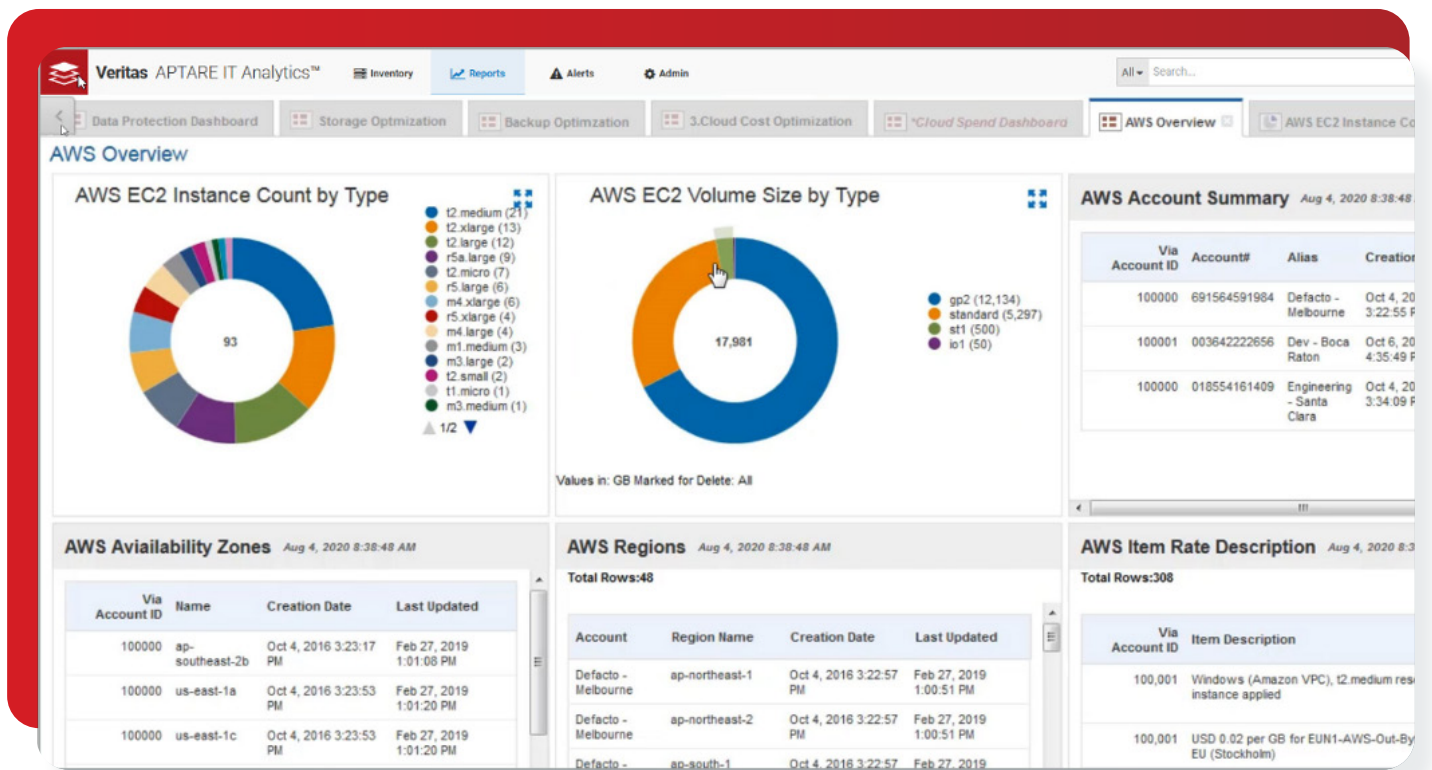 Veritas APTARE IT Analytics™
Inventory
Reports
Alerts
Admin
All
Search...
Data Protection Dashboard
Storage Optmization
Backup Optimzation
3.Cloud Cost Optimization
*Cloud Spend Dashboard
AWS Overview
AWS EC2 Instance Co
AWS Overview
AWS EC2 Instance Count by Type
t2.medium (21)
t2.xlarge (13)
t2.large (12)
r5a.large (9)
t2.micro (7)
r5.large (6)
m4.xlarge (6)
r5.xlarge (4)
m4.large (4)
m1.medium (3)
m3.large (2)
t2.small (2)
t1.micro (1)
m3.medium (1)
1/2
93
AWS EC2 Volume Size by Type
gp2 (12,134)
standard (5,297)
st1 (500)
io1 (50)
17,981
Values in: GB Marked for Delete: All
AWS Account Summary Aug 4, 2020 8:38:48
Via Account ID Account# Alias Creation
100000 691564591984 Defacto - Oct 4, 20
Melbourne 3:22:55 P
100001 003642222656 Dev - Boca Oct 6, 20
Raton 4:35:49 P
100000 018554161409 Engineering Oct 4, 20
- Santa 3:34:09 P
Clara
AWS Aviailability Zones Aug 4, 2020 8:38:48 AM
Via Account ID Name Creation Date Last Updated
100000 ap- Oct 4, 2016 3:23:17 Feb 27, 2019
southeast-2b PM 1:01:08 PM
100000 us-east-1a Oct 4, 2016 3:23:53 Feb 27, 2019
PM 1:01:20 PM
100000 us-east-1c Oct 4, 2016 3:23:53 Feb 27, 2019
PM 1:01:20 PM
AWS Regions Aug 4, 2020 8:38:48 AM
Total Rows:48
Account Region Name Creation Date Last Updated
Defacto - ap-northeast-1 Oct 4, 2016 3:22:57 Feb 27, 2019
Melbourne PM 1:00:51 PM
Defacto - ap-northeast-2 Oct 4, 2016 3:22:57 Feb 27, 2019
Melbourne PM 1:00:51 PM
Defacto - ap-south-1 Oct 4, 2016 3:22:57 Feb 27, 2019
AWS Item Rate Description Aug 4, 2020 8:3
Total Rows:308
Via Account ID Item Description
100,001 Windows (Amazon VPC), t2.medium res
instance applied
100,001 USD 0.02 per GB for EUN1-AWS-Out-By
EU (Stockholm)